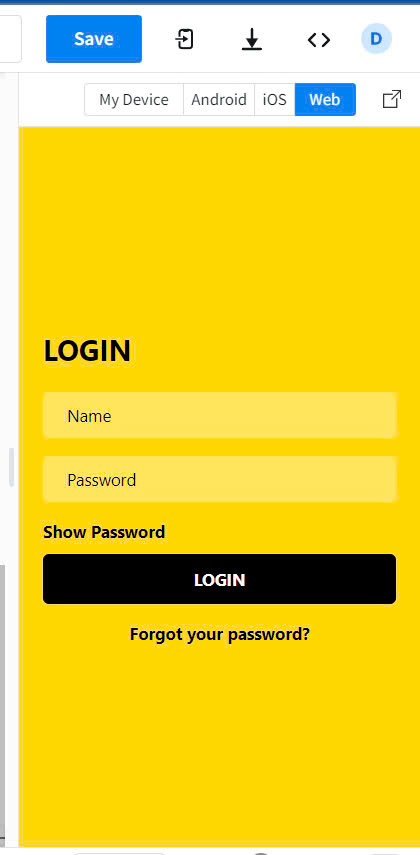 Save
D
My Device Android iOS Web
LOGIN
Name
Password
Show Password
LOGIN
Forgot your password?